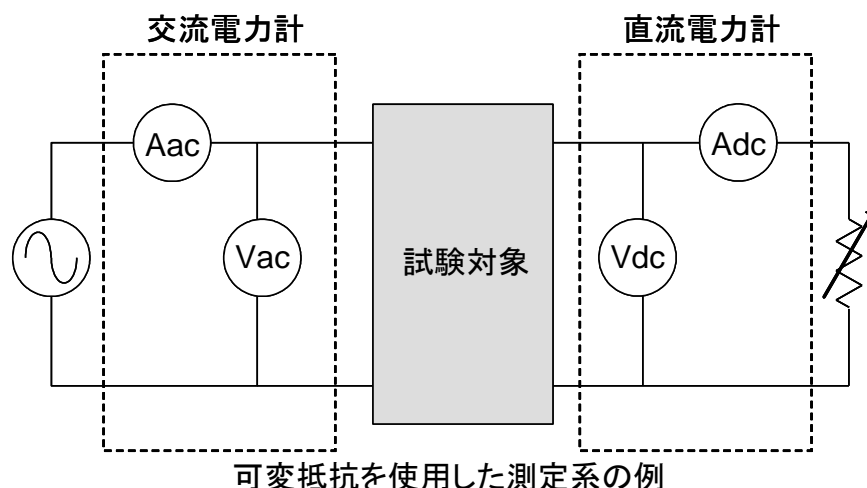 交流電力計
直流電力計
Aac
Adc
Vac
試験対象
Vdc
可変抵抗を使用した測定系の例